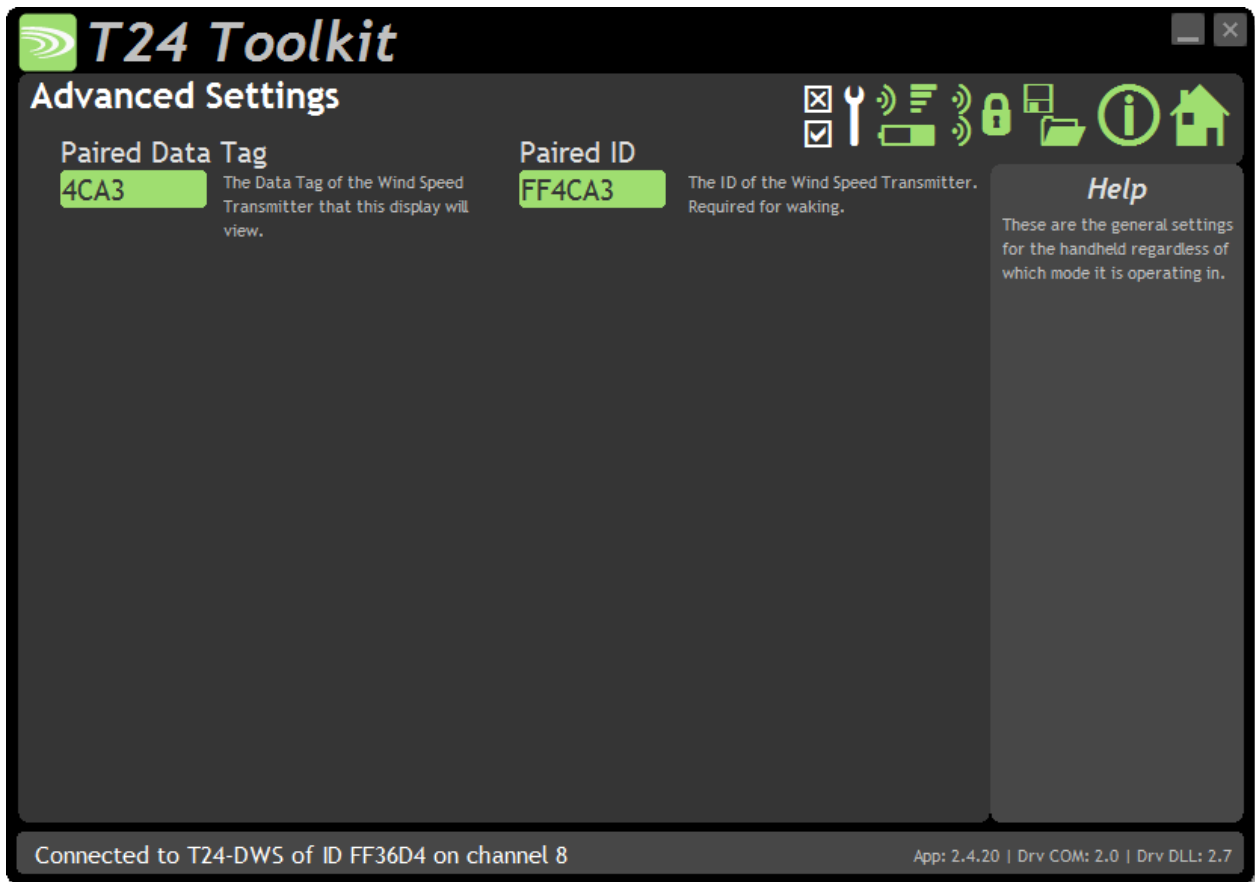 T24 Toolkit
Advanced Settings
Paired Data Tag
4CA3
The Data Tag of the Wind Speed
Transmitter that this display will
view.
Paired ID
FF4CA3
The ID of the Wind Speed Transmitter.
Required for waking.
Help
These are the general settings
for the handheld regardless of
which mode it is operating in.
Connected to T24-DWS of ID FF36D4 on channel 8
App: 2.4.20 | Drv COM: 2.0 | Drv DLL: 2.7